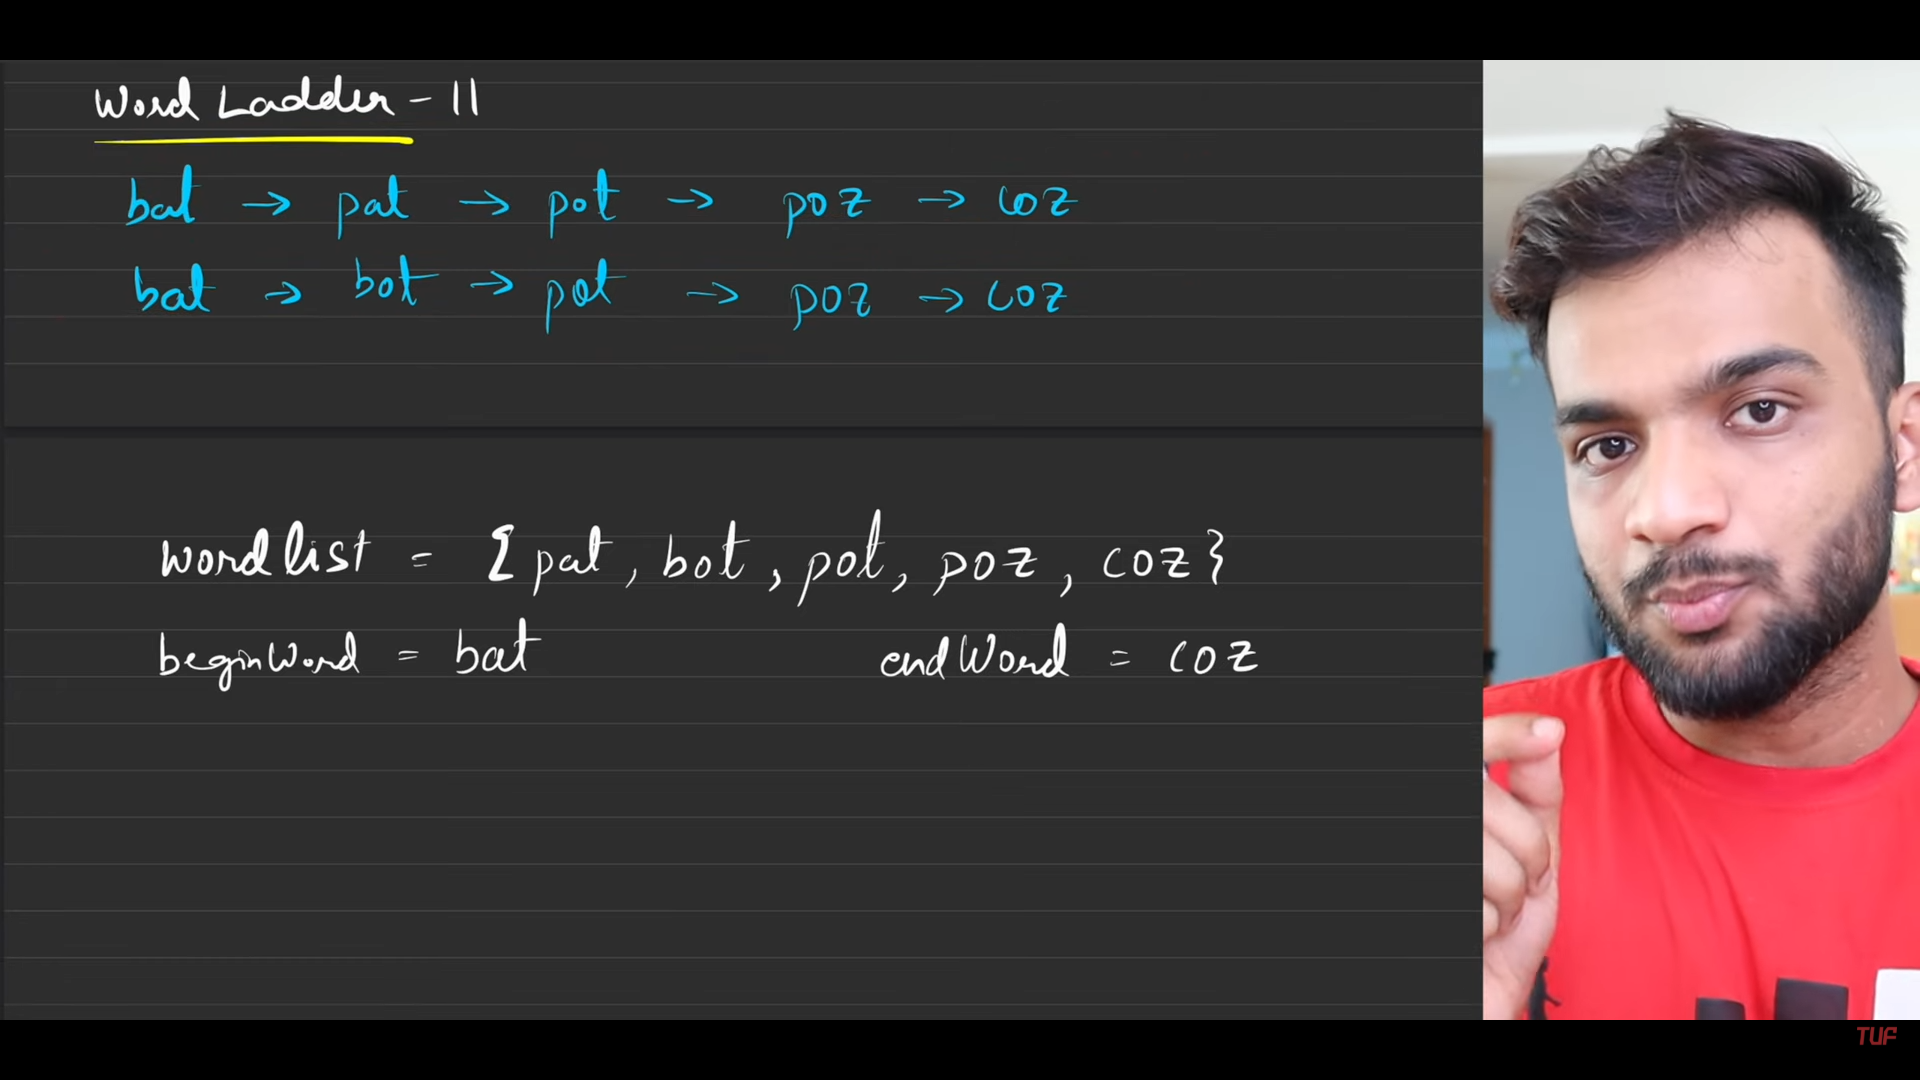 Word Ladder - II
bat → pat → pot → poz → coz
bat → bot → pot → poz → coz
wordlist = {pat, bot, pot, poz, coz}
beginWord = bat endWord = coz
TUF